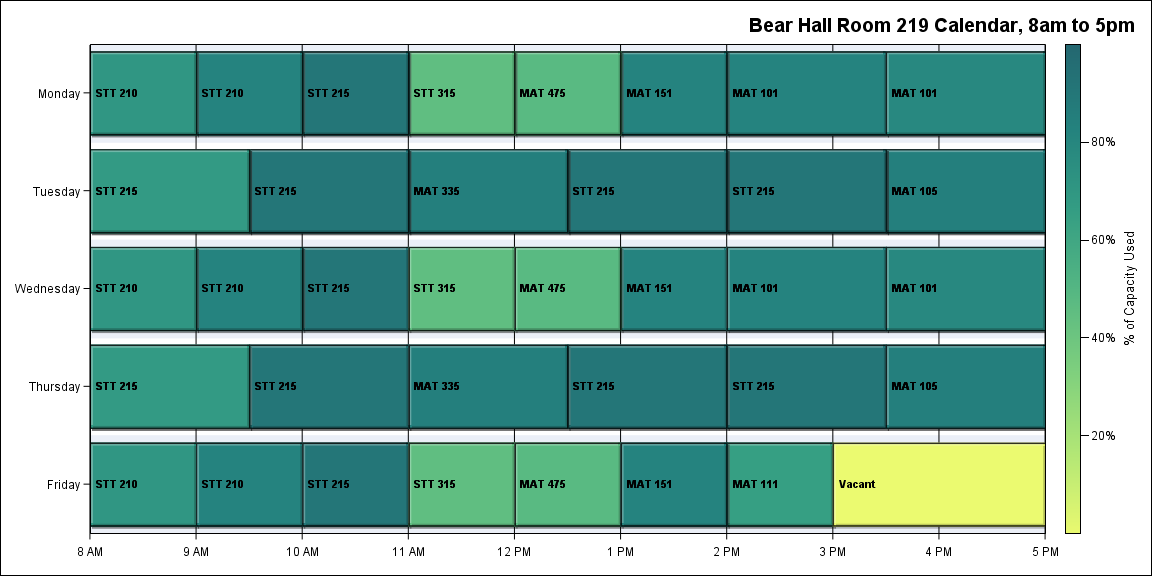 Bear Hall Room 219 Calendar, 8am to 5pm
Monday
STT 210
STT 210
STT 215
STT 315
MAT 475
MAT 151
MAT 101
MAT 101
Tuesday
STT 215
STT 215
MAT 335
STT 215
STT 215
MAT 105
Wednesday
STT 210
STT 210
STT 215
STT 315
MAT 475
MAT 151
MAT 101
MAT 101
Thursday
STT 215
STT 215
MAT 335
STT 215
STT 215
MAT 105
Friday
STT 210
STT 210
STT 215
STT 315
MAT 475
MAT 151
MAT 111
Vacant
8 AM
9 AM
10 AM
11 AM
12 PM
1 PM
2 PM
3 PM
4 PM
5 PM
80%
60%
40%
20%
% of Capacity Used